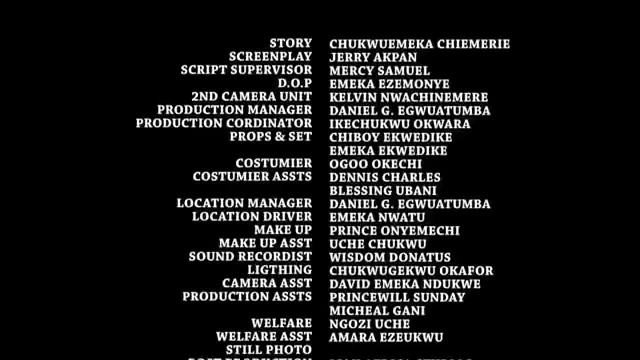 STORY CHUKWUEMEKA CHIEMERIE
SCREENPLAY JERRY AKPAN
SCRIPT SUPERVISOR MERCY SAMUEL
D.O.P EMEKA EZEMONYE
2ND CAMERA UNIT KELVIN NWACHINEMERE
PRODUCTION MANAGER DANIEL G. EGWUATUMBA
PRODUCTION CORDINATOR IKECHUKWU OKWARA
PROPS & SET CHIBOY EKWEDIKE
EMEKA EKWEDIKE
COSTUMIER OGOO OKECHI
COSTUMIER ASSTS DENNIS CHARLES
BLESSING UBANI
LOCATION MANAGER DANIEL G. EGWUATUMBA
LOCATION DRIVER EMEKA NWATU
MAKE UP PRINCE ONYEMECHI
MAKE UP ASST UCHE CHUKWU
SOUND RECORDIST WISDOM DONATUS
LIGTHING CHUKWUGEKWU OKAFOR
CAMERA ASST DAVID EMEKA NDUKWE
PRODUCTION ASSTS PRINCEWILL SUNDAY
MICHEAL GANI
WELFARE NGOZI UCHE
WELFARE ASST AMARA EZEUKWU
STILL PHOTO
POST PRODUCTION